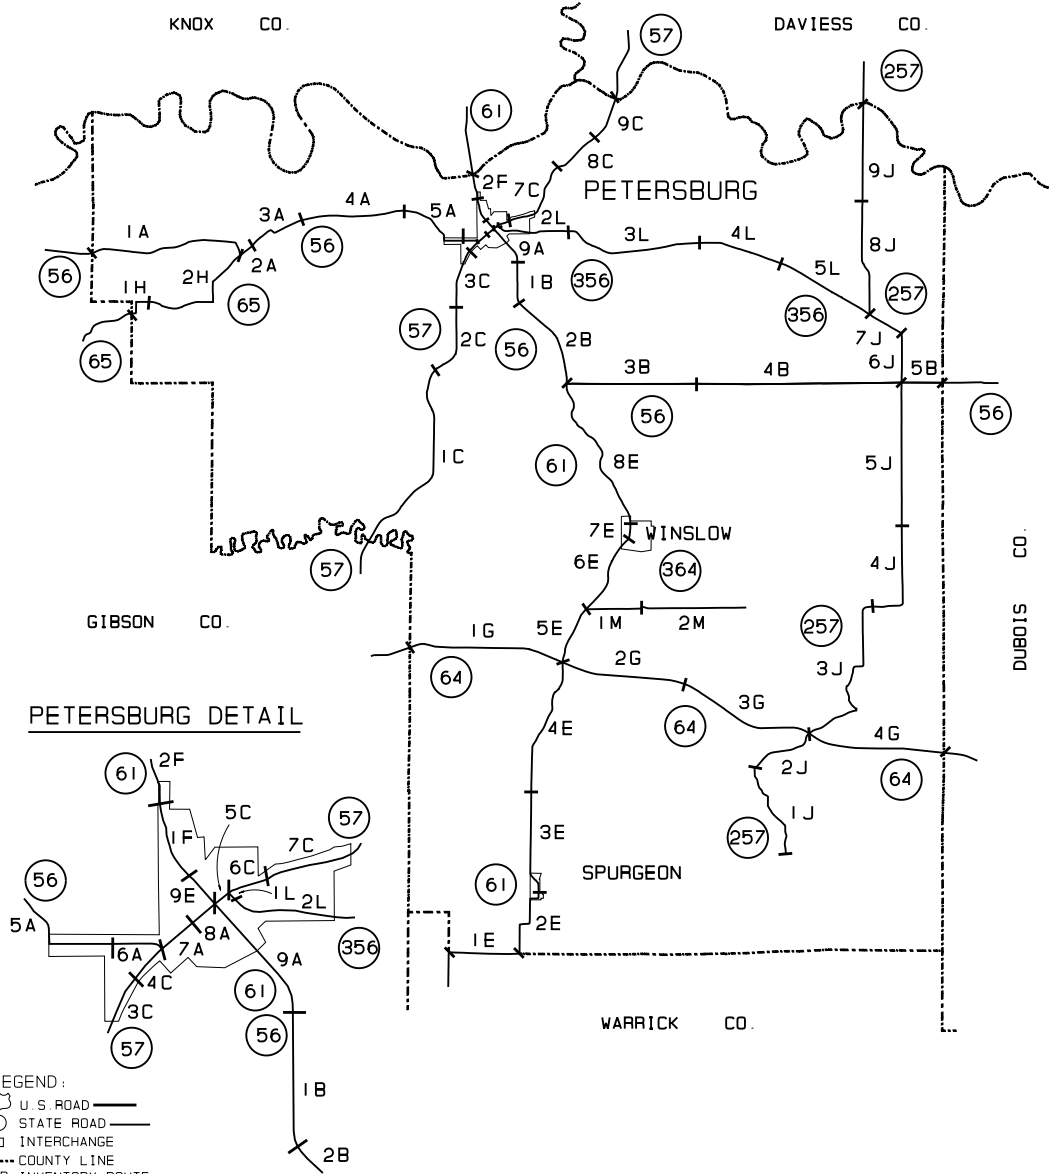 KNOX CO.
DAVIESS CO.
57
257
61
9C
8C
9J
2F
7C
PETERSBURG
4A
3A
5A
2L
1A
3L
4L
8J
56
9A
56
2A
2H
3C
1B
5L
1H
65
356
257
57
356
65
2C
56
2B
7J
6J
3B
4B
5B
56
56
1C
61
8E
5J
7E
WINSLOW
57
6E
364
4J
CO.
DUBOIS
GIBSON CO.
1G
5E
1M
2M
257
64
2G
3J
3G
PETERSBURG DETAIL
4E
64
4G
61
2F
2J
64
5C
57
1J
1F
7C
3E
257
6C
56
9E
1L
61
SPURGEON
2L
5A
8A
2E
6A
7A
356
1E
9A
4C
61
3C
57
56
WARRICK CO.
1B
2B
EGEND:
U.S. ROAD
STATE ROAD
INTERCHANGE
COUNTY LINE